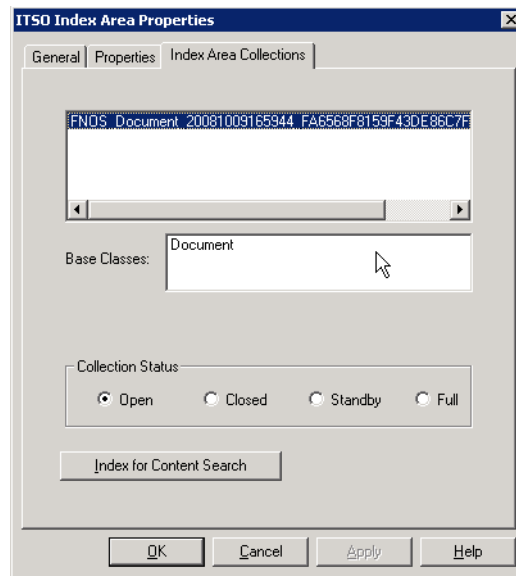 ITSO Index Area Properties
General Properties Index Area Collections
FNOS_Document_20081009165944_FA6568F8159F43DE86C7F
Base Classes: Document
Collection Status
Open Closed Standby Full
Index for Content Search
OK Cancel Apply Help